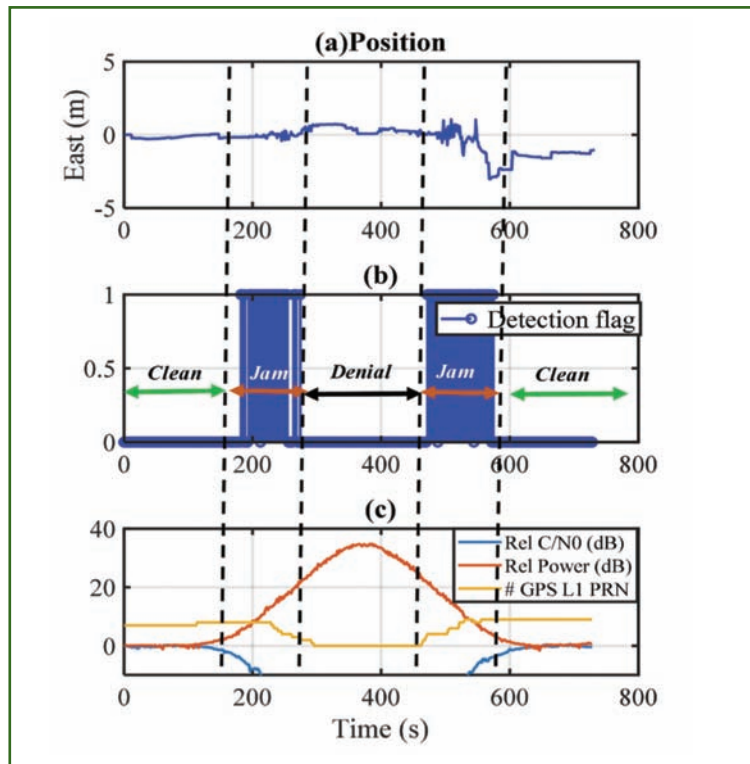 (a)Position
5
0
-5
East (m)
0 200 400 600 800
(b)
1
0.5
0
Detection flag
Clean Jam Denial Jam Clean
0 200 400 600 800
(c)
40
20
0
Rel C/N0 (dB)
Rel Power (dB)
# GPS L1 PRN
0 200 400 600 800
Time (s)